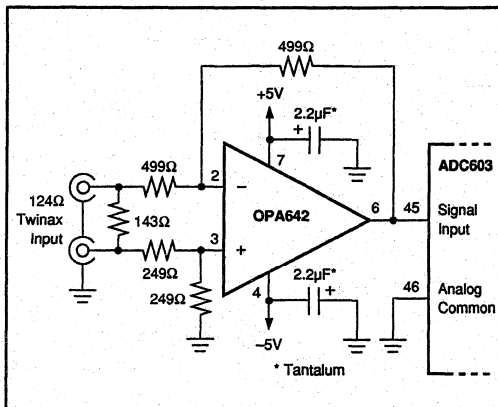 499Ω
+5V
2.2µF*
+
7
ADC603
499Ω
2
−
124Ω
Twinax
Input
143Ω
OPA642
6
45
Signal
Input
3
+
249Ω
249Ω
4
2.2µF*
+
46
Analog
Common
–5V
* Tantalum